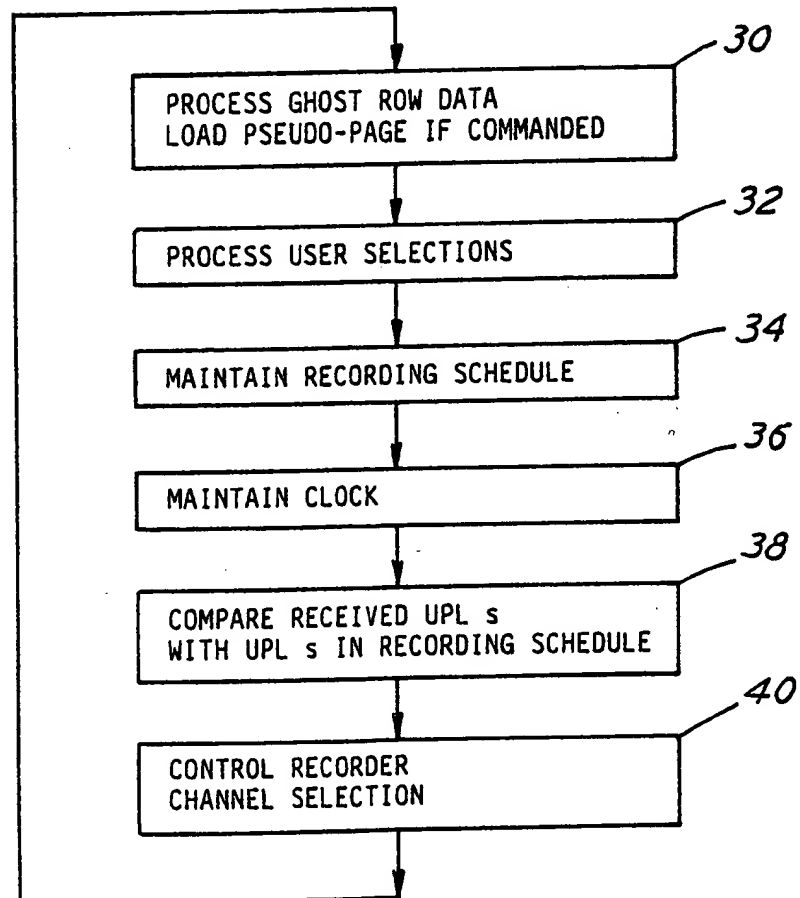 30
PROCESS GHOST ROW DATA
LOAD PSEUDO-PAGE IF COMMANDED
32
PROCESS USER SELECTIONS
34
MAINTAIN RECORDING SCHEDULE
36
MAINTAIN CLOCK
38
COMPARE RECEIVED UPL s
WITH UPL s IN RECORDING SCHEDULE
40
CONTROL RECORDER
CHANNEL SELECTION